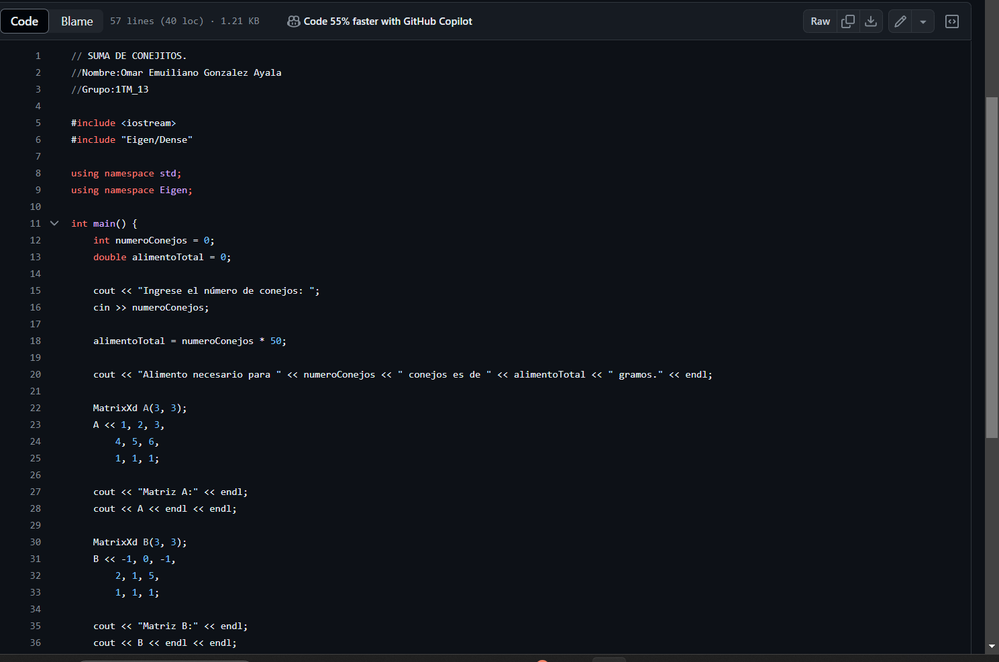 Code Blame 57 lines (40 loc) · 1.21 KB Code 55% faster with GitHub Copilot Raw
1 // SUMA DE CONEJITOS.
2 //Nombre:Omar Emuiliano Gonzalez Ayala
3 //Grupo:1TM_13
4
5 #include <iostream>
6 #include "Eigen/Dense"
7
8 using namespace std;
9 using namespace Eigen;
10
11 int main() {
12 int numeroConejos = 0;
13 double alimentoTotal = 0;
14
15 cout << "Ingrese el número de conejos: ";
16 cin >> numeroConejos;
17
18 alimentoTotal = numeroConejos * 50;
19
20 cout << "Alimento necesario para " << numeroConejos << " conejos es de " << alimentoTotal << " gramos." << endl;
21
22 MatrixXd A(3, 3);
23 A << 1, 2, 3,
24 4, 5, 6,
25 1, 1, 1;
26
27 cout << "Matriz A:" << endl;
28 cout << A << endl << endl;
29
30 MatrixXd B(3, 3);
31 B << -1, 0, -1,
32 2, 1, 5,
33 1, 1, 1;
34
35 cout << "Matriz B:" << endl;
36 cout << B << endl << endl;